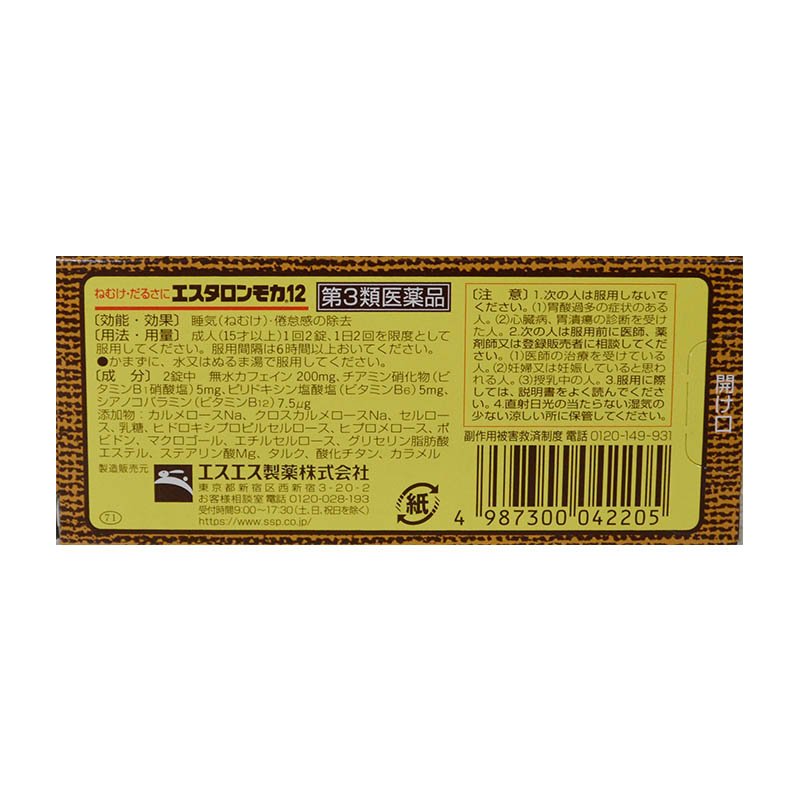 ねむけ・だるさに エスタロンモカ12 第3類医薬品
〔効能・効果〕 睡気(ねむけ)・倦怠感の除去
〔用法・用量〕 成人(15才以上)1回2錠、1日2回を限度として
服用してください。服用間隔は6時間以上おいてください。
●かまずに、水又はぬるま湯で服用してください。
〔成 分〕 2錠中 無水カフェイン200mg、チアミン硝化物(ビ
タミンB1硝酸塩)5mg、ピリドキシン塩酸塩(ビタミンB6)5mg、
シアノコバラミン(ビタミンB12)7.5μg
添加物：カルメロースNa、クロスカルメロースNa、セルロー
ス、乳糖、ヒドロキシプロピルセルロース、ヒプロメロース、ポ
ビドン、マクロゴール、エチルセルロース、グリセリン脂肪酸
エステル、ステアリン酸Mg、タルク、酸化チタン、カラメル
製造販売元 エスエス製薬株式会社
東京都新宿区西新宿3-20-2
お客様相談室 電話 0120-028-193
受付時間9:00〜17:30(土、日、祝日を除く)
https://www.ssp.co.jp/
71
〔注 意〕1.次の人は服用しないで
ください。(1)胃酸過多の症状のある
人。(2)心臓病、胃潰瘍の診断を受け
た人。2.次の人は服用前に医師、薬
剤師又は登録販売者に相談してくだ
さい。(1)医師の治療を受けている
人。(2)妊婦又は妊娠していると思わ
れる人。(3)授乳中の人。3.服用に際
しては、説明書をよく読んでください。
4.直射日光の当たらない湿気の
少ない涼しい所に保管してください。
副作用被害救済制度 電話 0120-149-931
紙
4 987300 042205
開け口